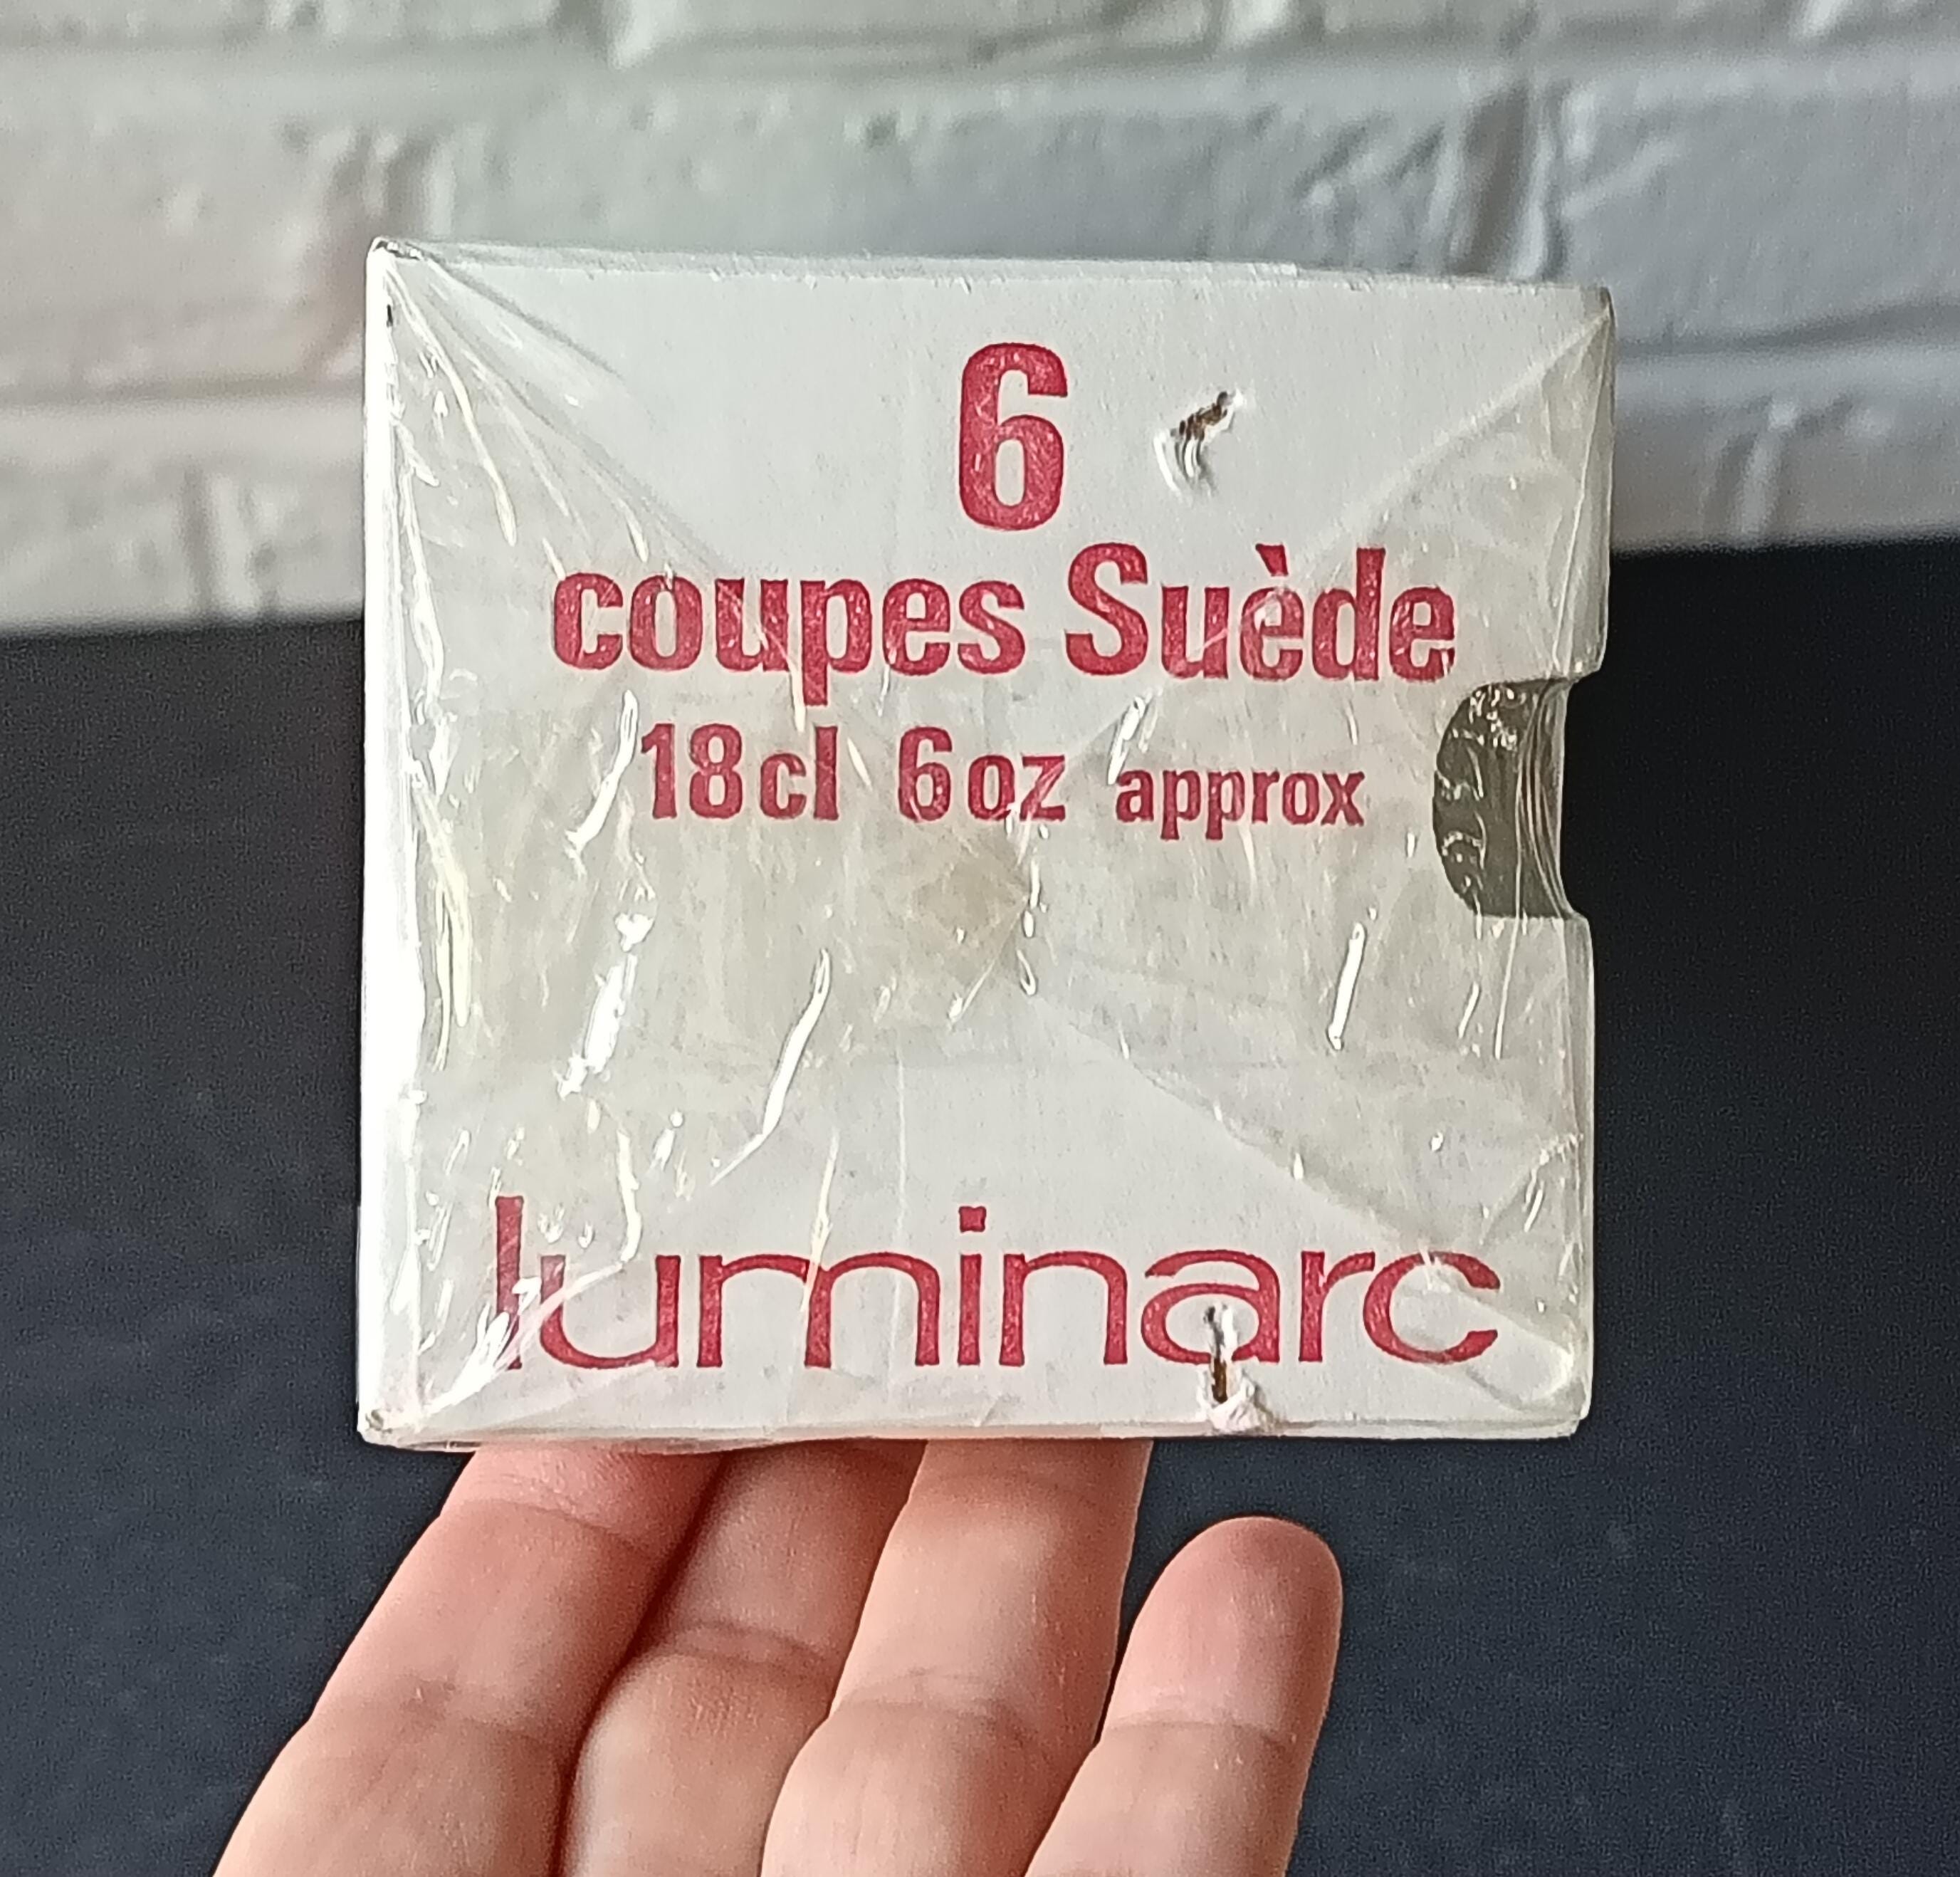 6
coupes Suède
18cl 6oz approx
luminarc